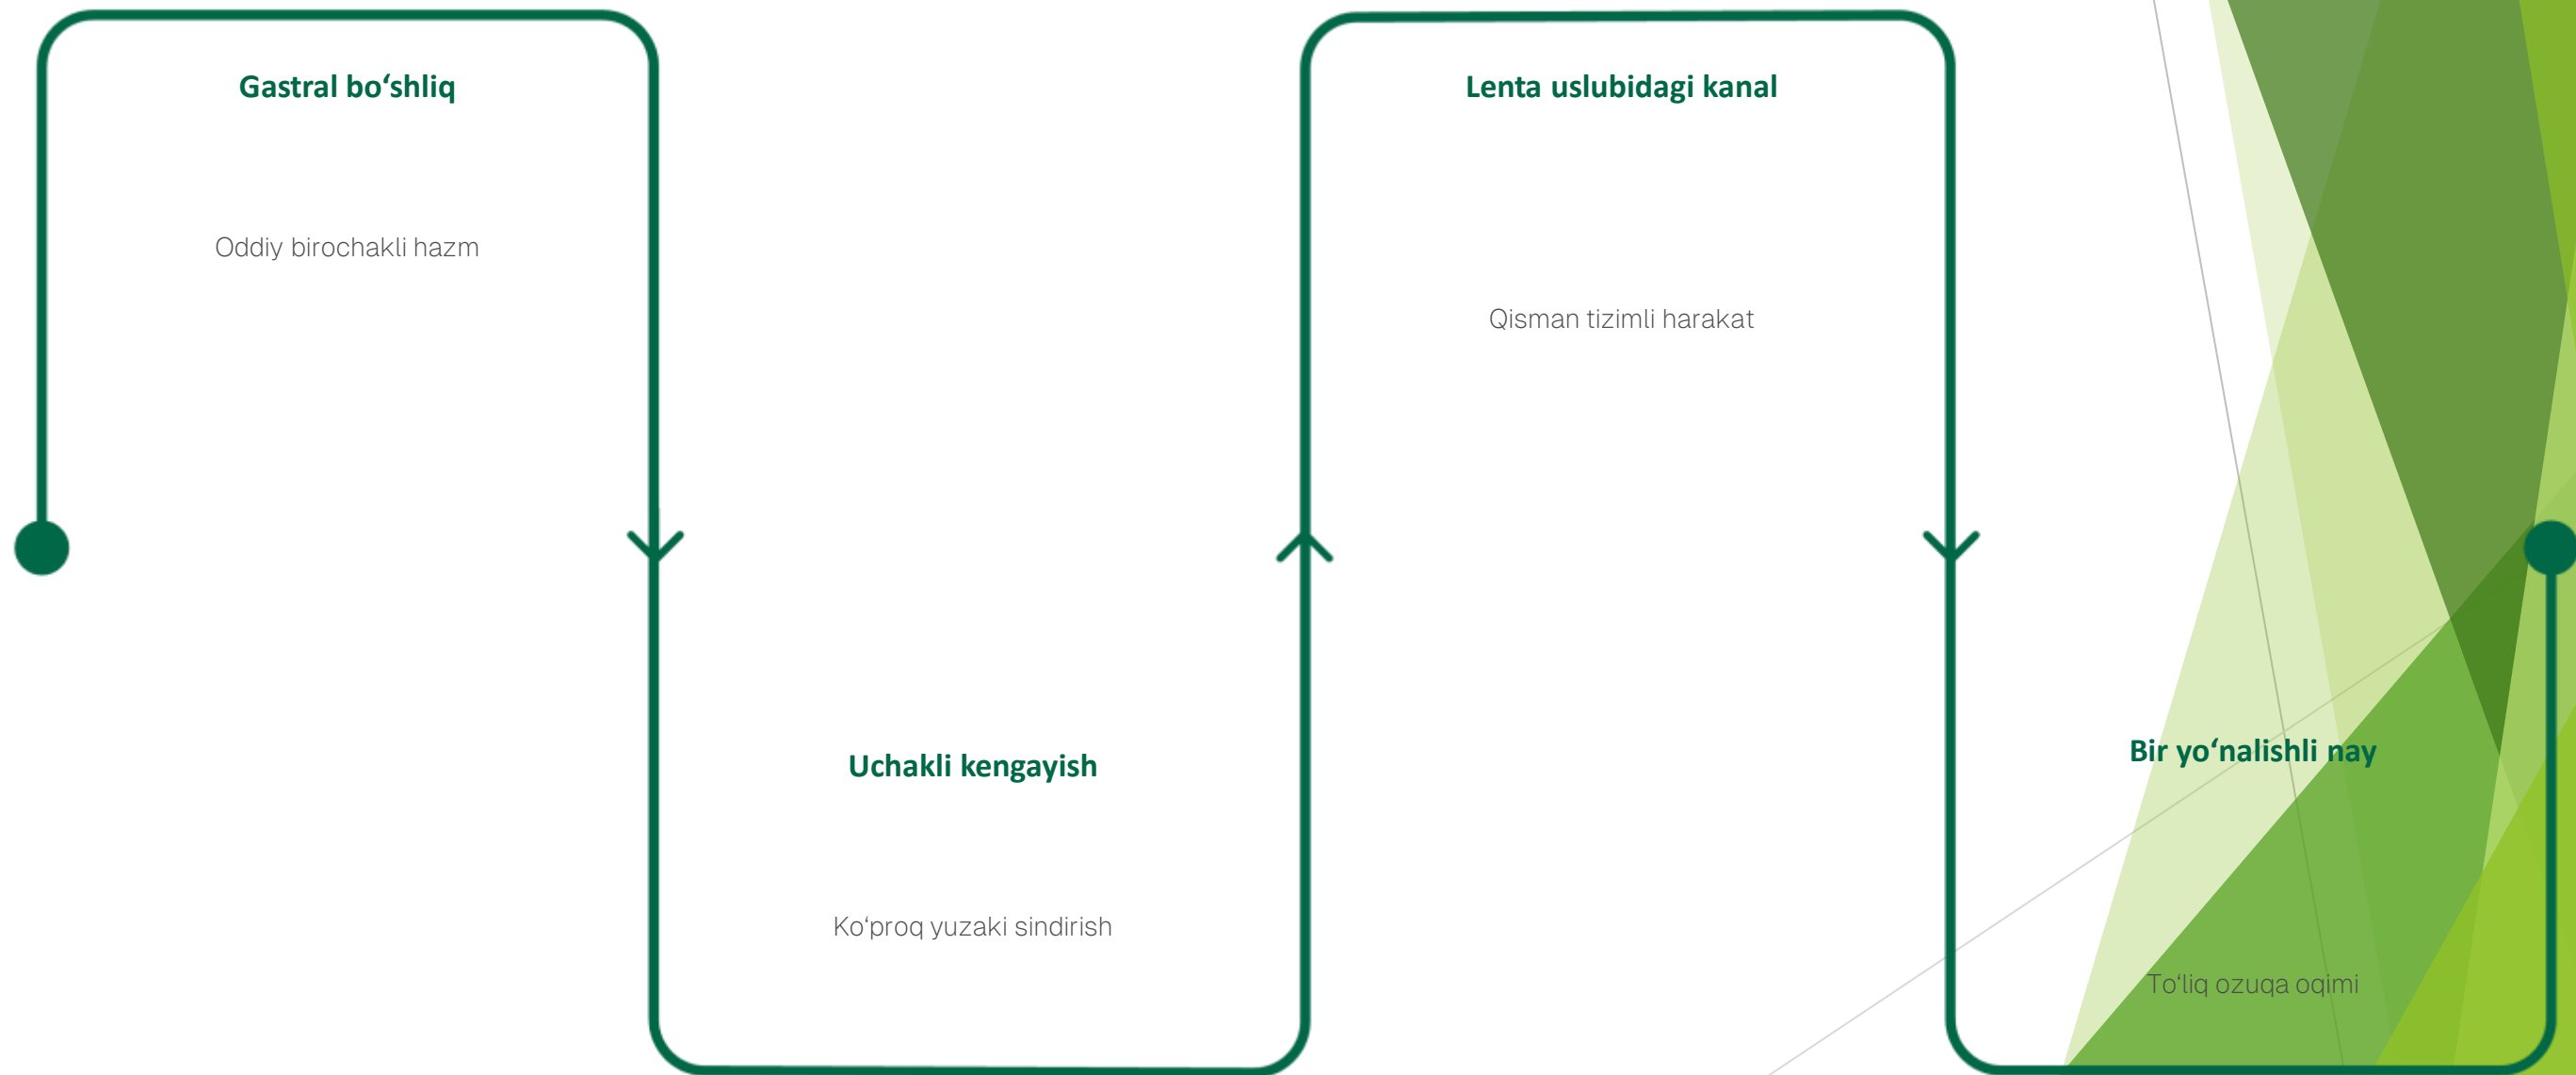 Gastral bo‘shliq
Oddiy birochakli hazm
Uchakli kengayish
Ko‘proq yuzaki sindirish
Lenta uslubidagi kanal
Qisman tizimli harakat
Bir yo‘nalishli nay
To‘liq ozuqa oqimi